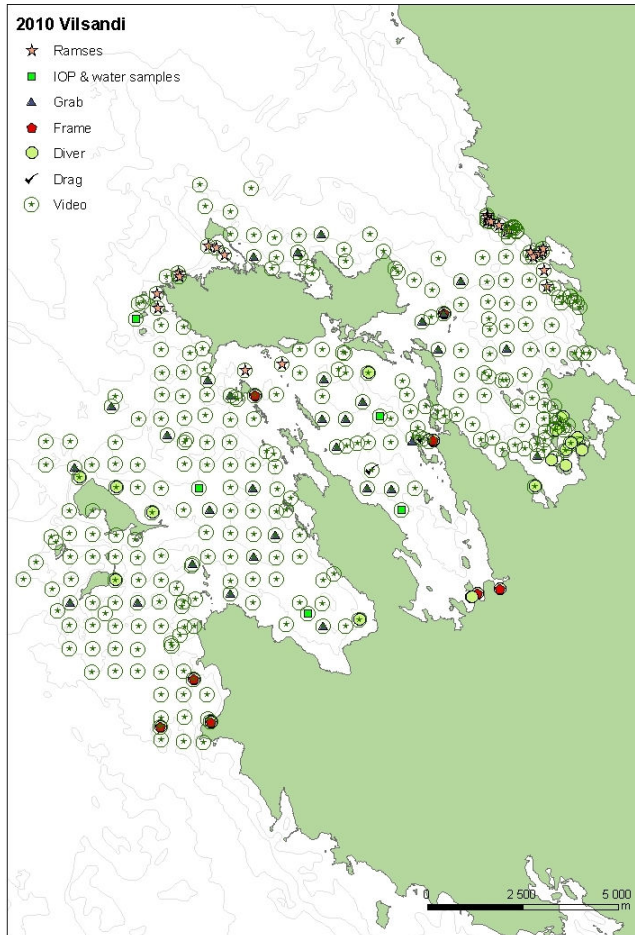 2010 Vilsandi
Ramses
IOP & water samples
Grab
Frame
Diver
Drag
Video
0 2 500 5 000
m